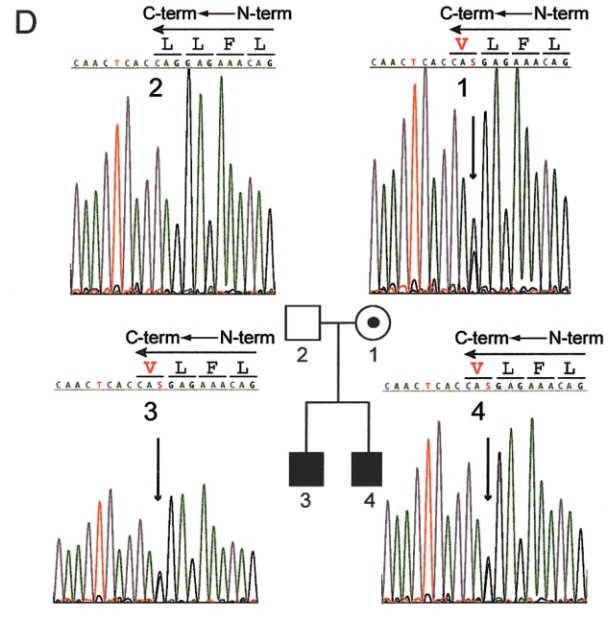 D
C-term ← N-term
L L F L
CAACTCACCAGGAGAAACAG
2
C-term ← N-term
V L F L
CAACTCACCASGAGAAACAG
1
2 1
3 4
C-term ← N-term
V L F L
CAACTCACCASGAGAAACAG
3
C-term ← N-term
V L F L
CAACTCACCASGAGAAACAG
4